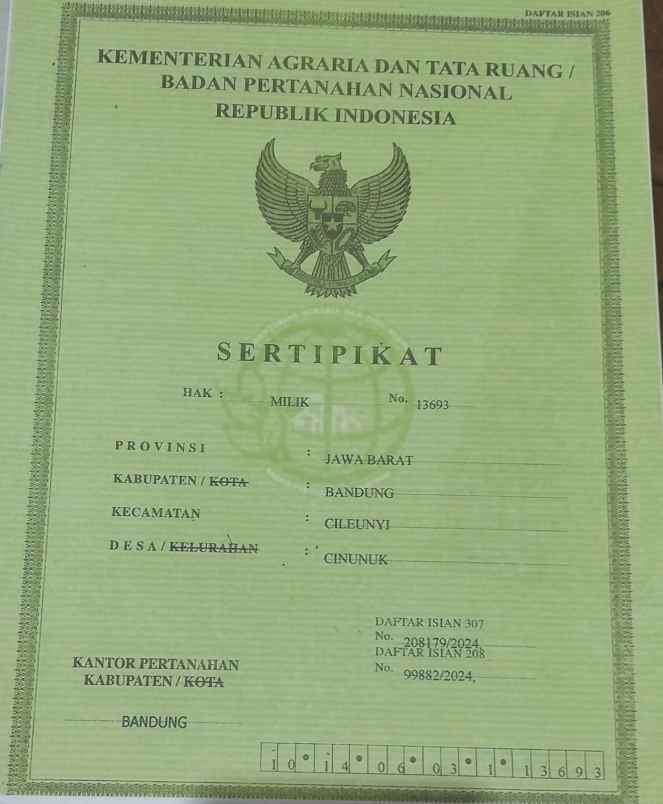 DAFTAR ISIAN 206
KEMENTERIAN AGRARIA DAN TATA RUANG /
BADAN PERTANAHAN NASIONAL
REPUBLIK INDONESIA
SERTIPIKAT
HAK : MILIK No. 13693
PROVINSI : JAWA BARAT
KABUPATEN / KOTA : BANDUNG
KECAMATAN : CILEUNYI
DESA / KELURAHAN : CINUNUK
DAFTAR ISIAN 307
No. 208179/2024
DAFTAR ISIAN 208
No. 99882/2024,
KANTOR PERTANAHAN
KABUPATEN / KOTA
BANDUNG
10•14•06•03•1•13693